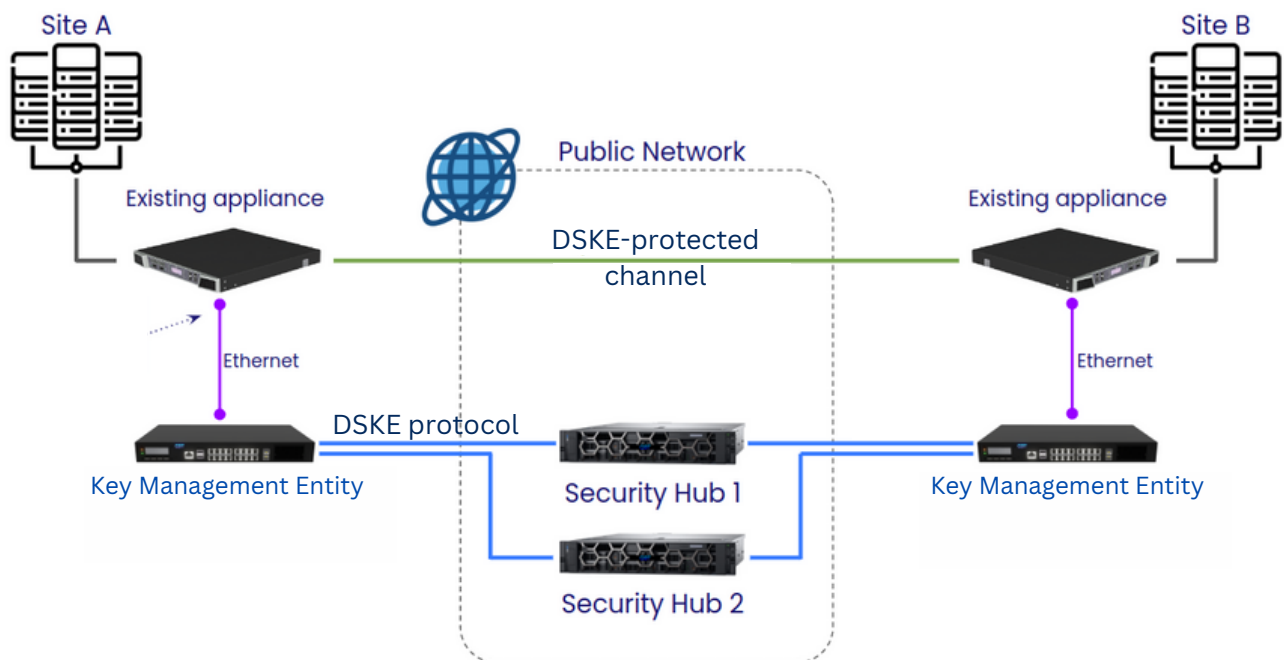 Site A
Site B
Public Network
Existing appliance
Existing appliance
DSKE-protected
channel
Ethernet
Ethernet
DSKE protocol
Key Management Entity
Security Hub 1
Key Management Entity
Security Hub 2